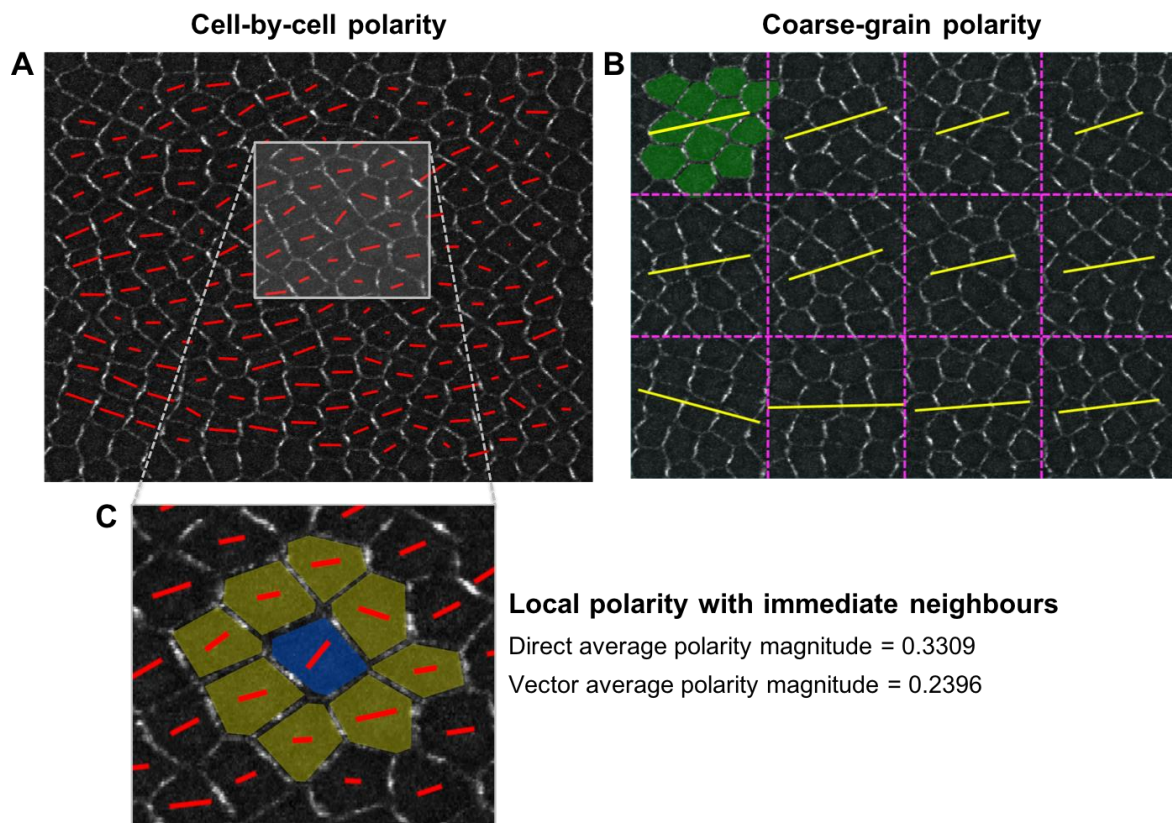 Cell-by-cell polarity
Coarse-grain polarity
A
B
C
Local polarity with immediate neighbours
Direct average polarity magnitude = 0.3309
Vector average polarity magnitude = 0.2396